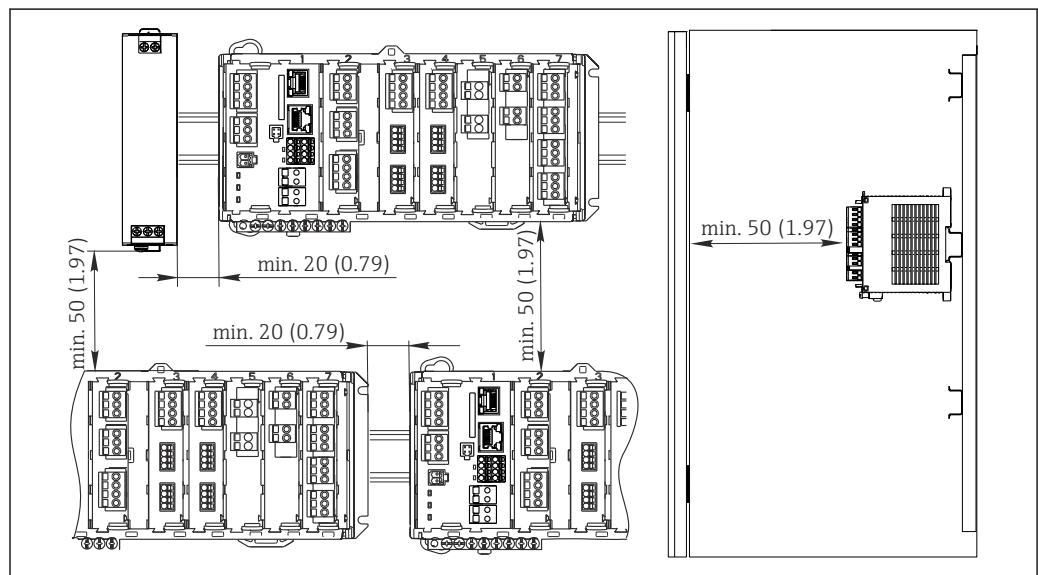 1 2 3 4 5 6 7
min. 20 (0.79)
min. 50 (1.97)
min. 50 (1.97)
min. 50 (1.97)
min. 20 (0.79)
2 3 4 5 6 7
1 2 3